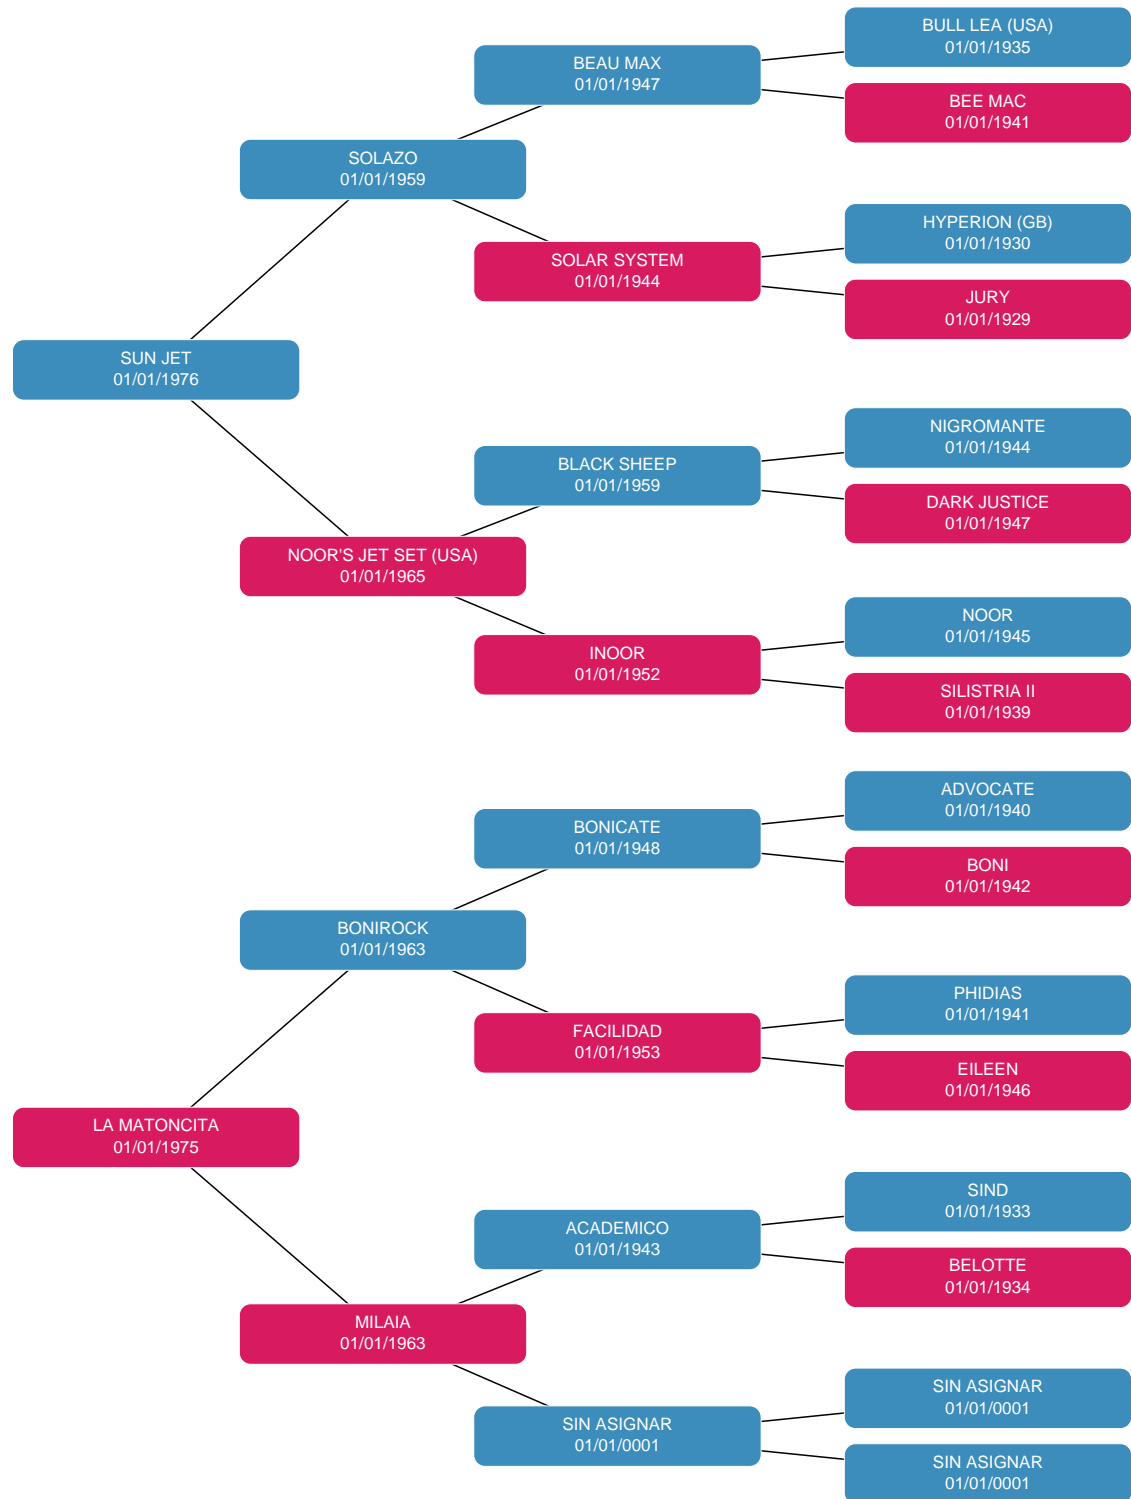 BULL LEA (USA)
01/01/1935
BEAU MAX
01/01/1947
BEE MAC
01/01/1941
SOLAZO
01/01/1959
HYPERION (GB)
01/01/1930
SOLAR SYSTEM
01/01/1944
JURY
01/01/1929
SUN JET
01/01/1976
NIGROMANTE
01/01/1944
BLACK SHEEP
01/01/1959
DARK JUSTICE
01/01/1947
NOOR'S JET SET (USA)
01/01/1965
NOOR
01/01/1945
INOOR
01/01/1952
SILISTRIA II
01/01/1939
ADVOCATE
01/01/1940
BONICATE
01/01/1948
BONI
01/01/1942
BONIROCK
01/01/1963
PHIDIAS
01/01/1941
FACILIDAD
01/01/1953
EILEEN
01/01/1946
LA MATONCITA
01/01/1975
SIND
01/01/1933
ACADEMICO
01/01/1943
BELOTTE
01/01/1934
MILAIA
01/01/1963
SIN ASIGNAR
01/01/0001
SIN ASIGNAR
01/01/0001
SIN ASIGNAR
01/01/0001